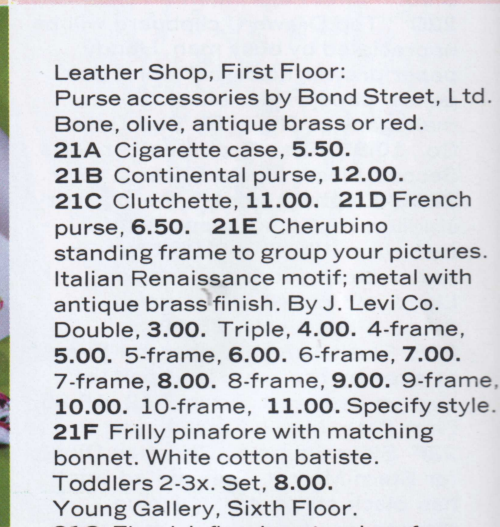 Leather Shop, First Floor:
Purse accessories by Bond Street, Ltd.
Bone, olive, antique brass or red.
21A Cigarette case, 5.50.
21B Continental purse, 12.00.
21C Clutchette, 11.00. 21D French
purse, 6.50. 21E Cherubino
standing frame to group your pictures.
Italian Renaissance motif; metal with
antique brass finish. By J. Levi Co.
Double, 3.00. Triple, 4.00. 4-frame,
5.00. 5-frame, 6.00. 6-frame, 7.00.
7-frame, 8.00. 8-frame, 9.00. 9-frame,
10.00. 10-frame, 11.00. Specify style.
21F Frilly pinafore with matching
bonnet. White cotton batiste.
Toddlers 2-3x. Set, 8.00.
Young Gallery, Sixth Floor.